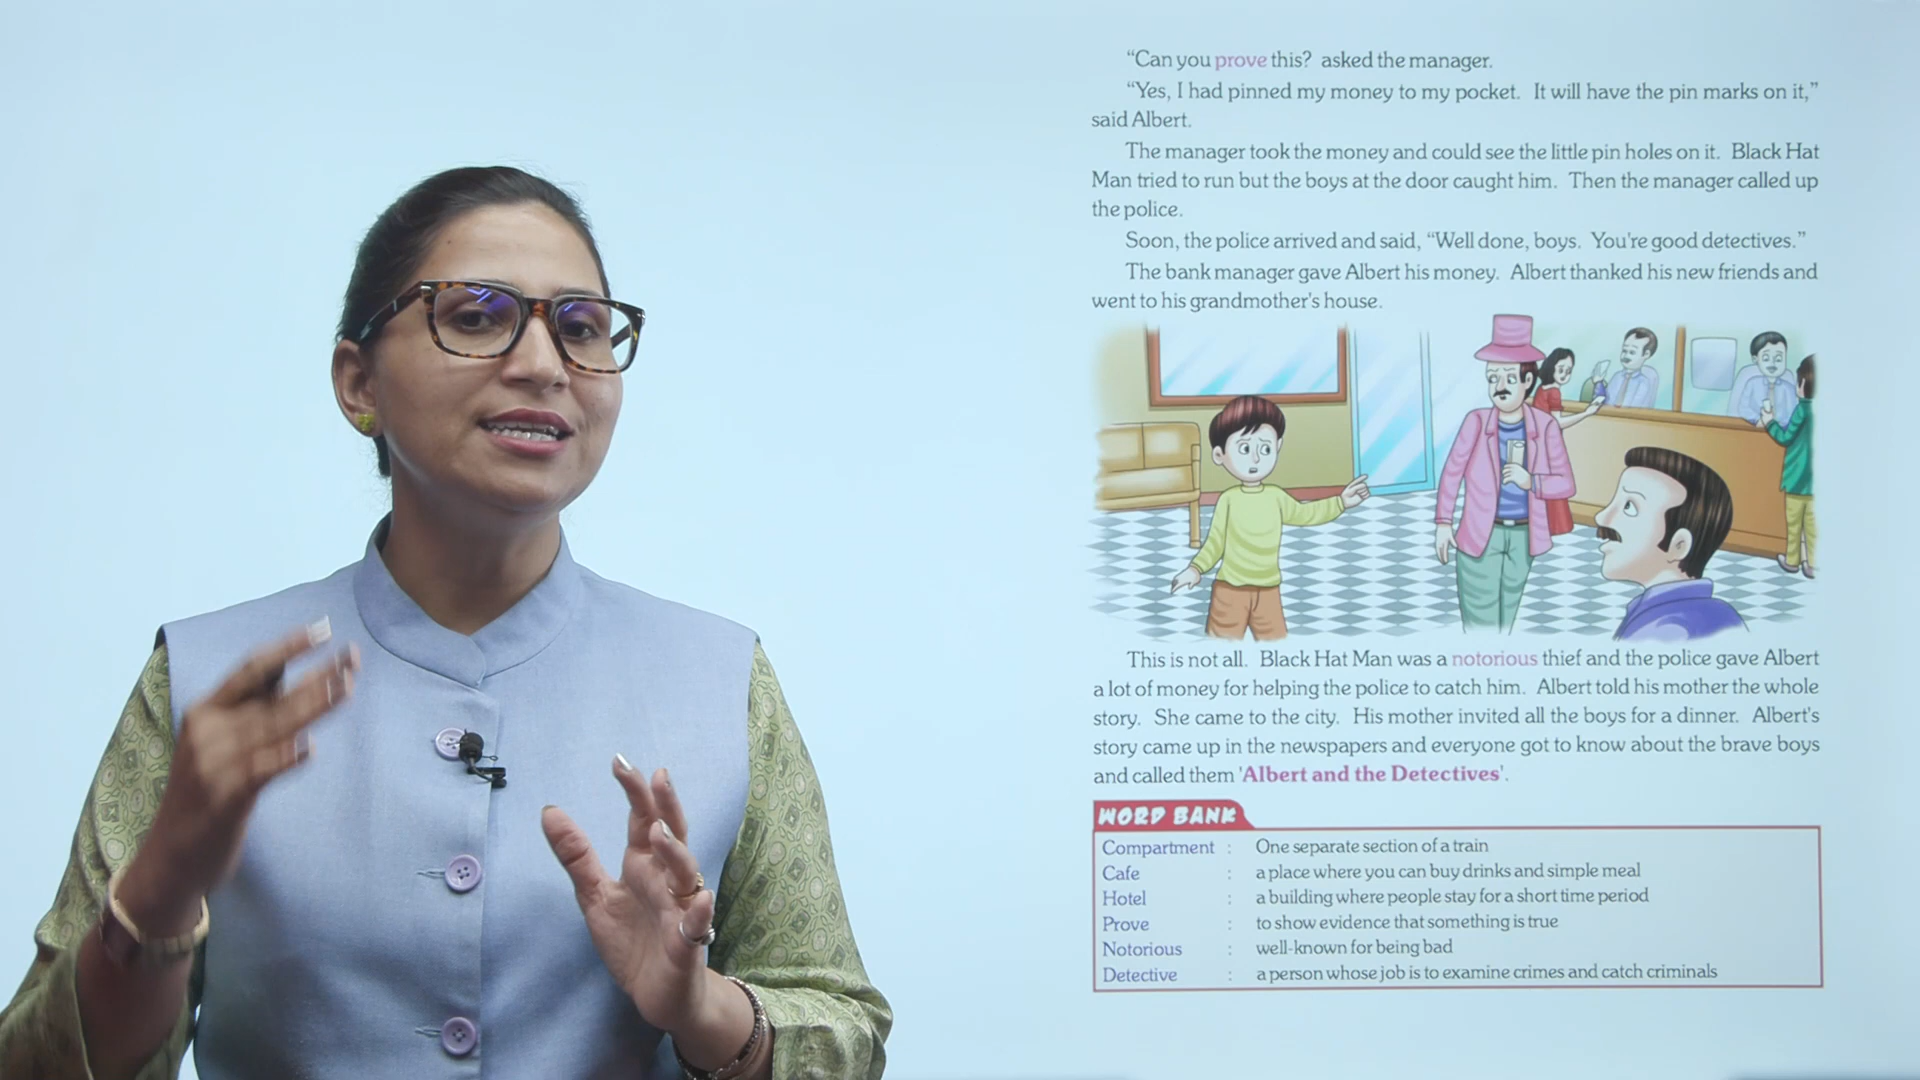 “Can you prove this? asked the manager.
“Yes, I had pinned my money to my pocket. It will have the pin marks on it,”
said Albert.
The manager took the money and could see the little pin holes on it. Black Hat
Man tried to run but the boys at the door caught him. Then the manager called up
the police.
Soon, the police arrived and said, “Well done, boys. You're good detectives.”
The bank manager gave Albert his money. Albert thanked his new friends and
went to his grandmother's house.
This is not all. Black Hat Man was a notorious thief and the police gave Albert
a lot of money for helping the police to catch him. Albert told his mother the whole
story. She came to the city. His mother invited all the boys for a dinner. Albert's
story came up in the newspapers and everyone got to know about the brave boys
and called them 'Albert and the Detectives'.
WORD BANK
Compartment : One separate section of a train
Cafe : a place where you can buy drinks and simple meal
Hotel : a building where people stay for a short time period
Prove : to show evidence that something is true
Notorious : well-known for being bad
Detective : a person whose job is to examine crimes and catch criminals